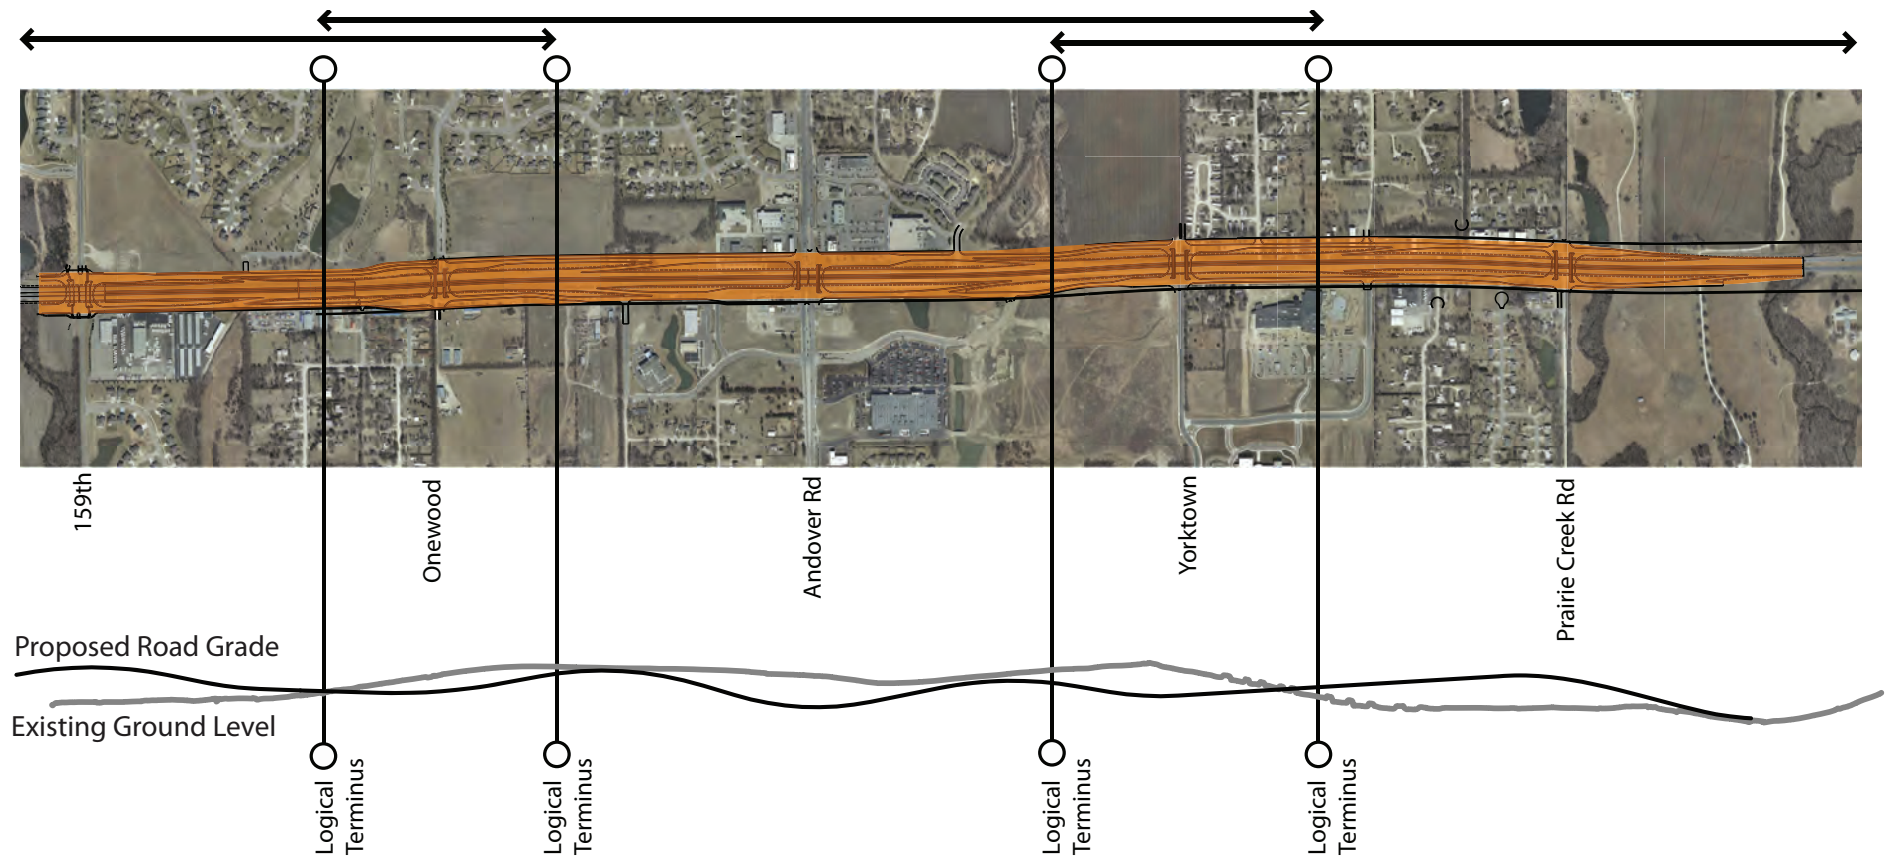 159th
Onewood
Andover Rd
Yorktown
Prairie Creek Rd
Proposed Road Grade
Existing Ground Level
Logical
Terminus
Logical
Terminus
Logical
Terminus
Logical
Terminus